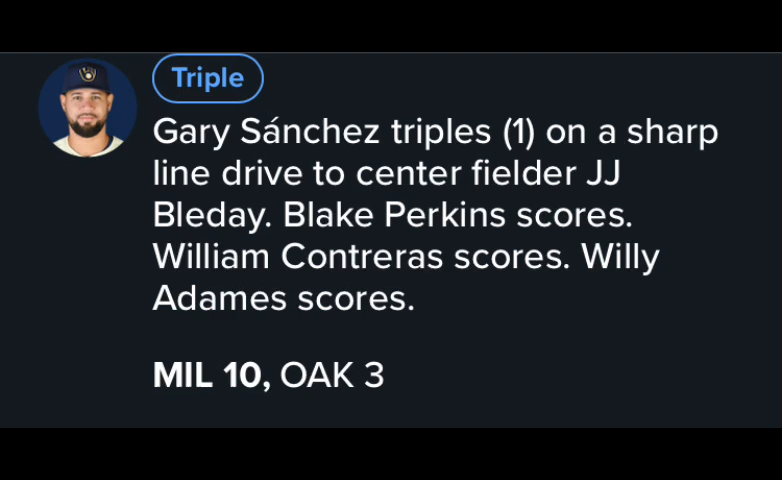 Triple
Gary Sánchez triples (1) on a sharp
line drive to center fielder JJ
Bleday. Blake Perkins scores.
William Contreras scores. Willy
Adames scores.
MIL 10, OAK 3